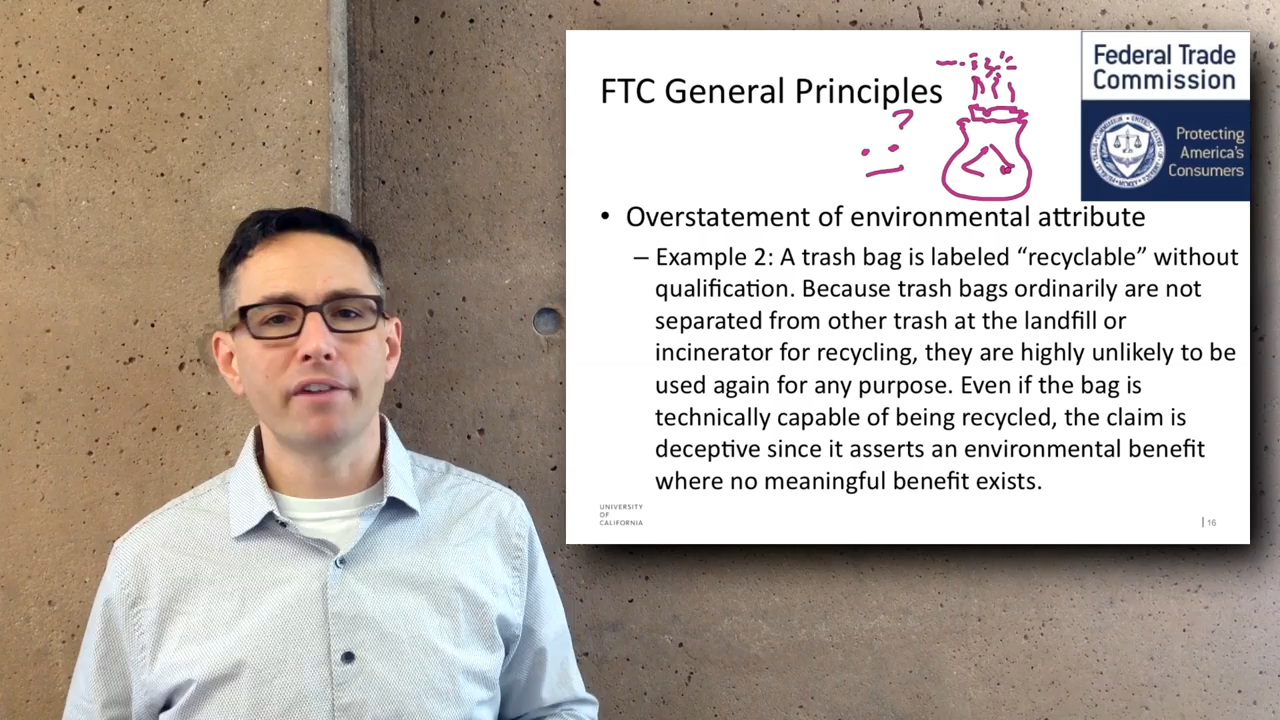 FTC General Principles
?
Federal Trade
Commission
Protecting
America's
Consumers
• Overstatement of environmental attribute
– Example 2: A trash bag is labeled “recyclable” without
qualification. Because trash bags ordinarily are not
separated from other trash at the landfill or
incinerator for recycling, they are highly unlikely to be
used again for any purpose. Even if the bag is
technically capable of being recycled, the claim is
deceptive since it asserts an environmental benefit
where no meaningful benefit exists.
UNIVERSITY
OF
CALIFORNIA
| 16